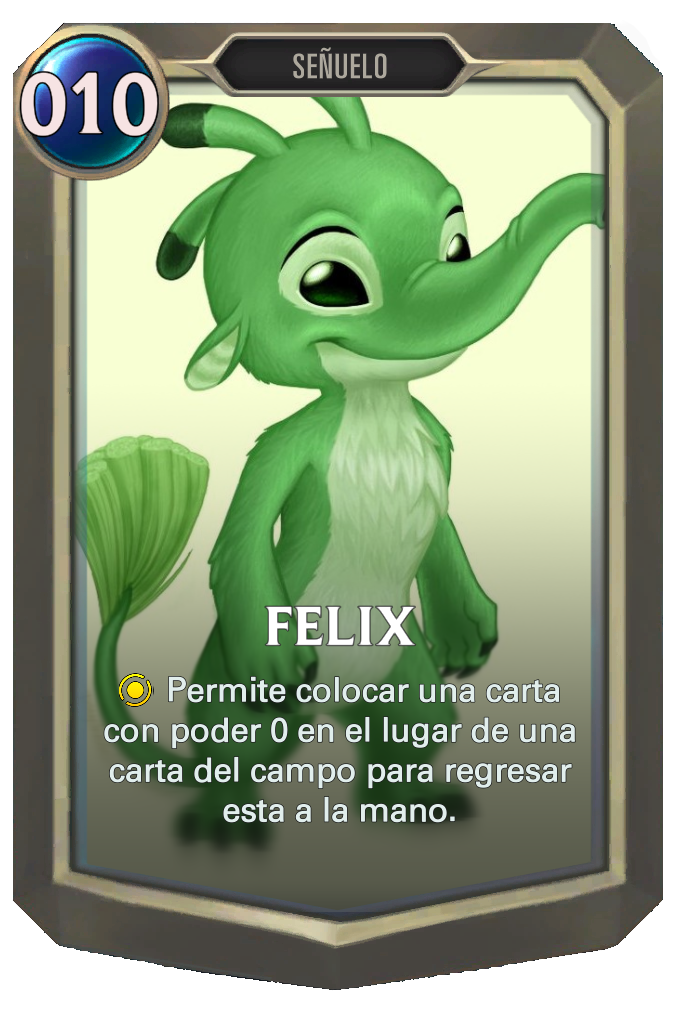 SEÑUELO
010
FELIX
Permite colocar una carta
con poder 0 en el lugar de una
carta del campo para regresar
esta a la mano.